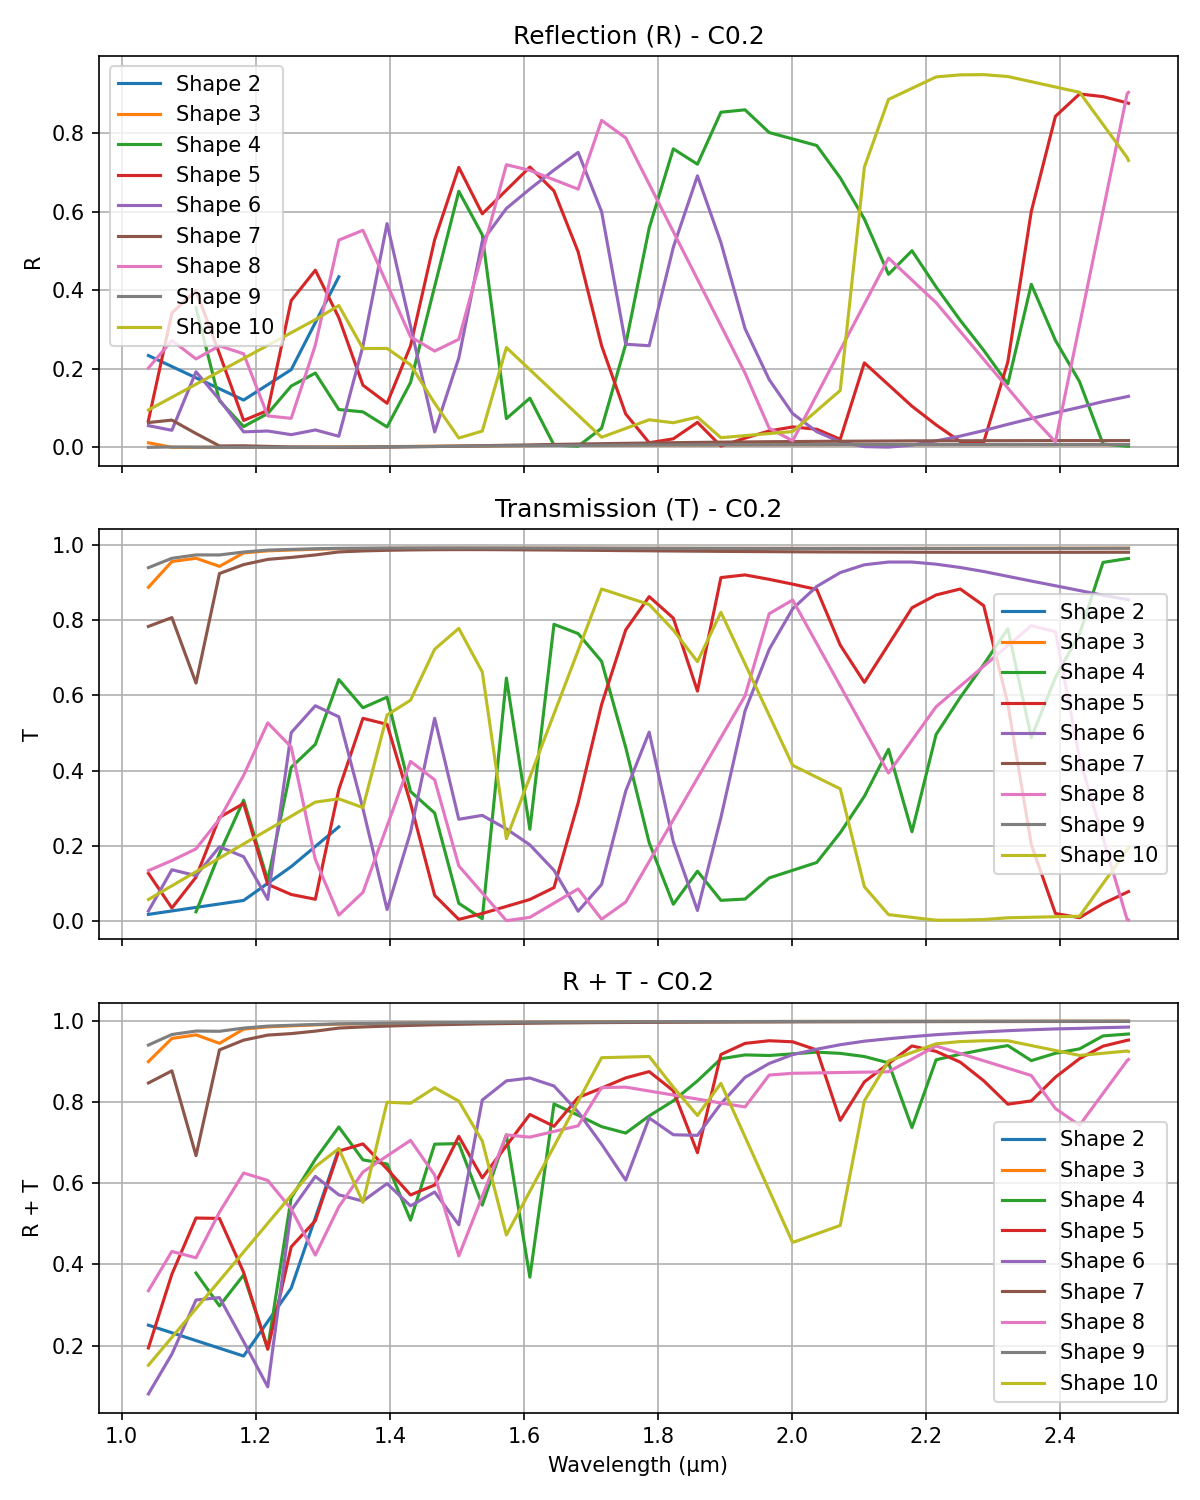 Reflection (R) - C0.2
R
0.8
0.6
0.4
0.2
0.0
Shape 2
Shape 3
Shape 4
Shape 5
Shape 6
Shape 7
Shape 8
Shape 9
Shape 10
Transmission (T) - C0.2
T
1.0
0.8
0.6
0.4
0.2
0.0
Shape 2
Shape 3
Shape 4
Shape 5
Shape 6
Shape 7
Shape 8
Shape 9
Shape 10
R + T - C0.2
R + T
1.0
0.8
0.6
0.4
0.2
Shape 2
Shape 3
Shape 4
Shape 5
Shape 6
Shape 7
Shape 8
Shape 9
Shape 10
1.0 1.2 1.4 1.6 1.8 2.0 2.2 2.4
Wavelength (μm)